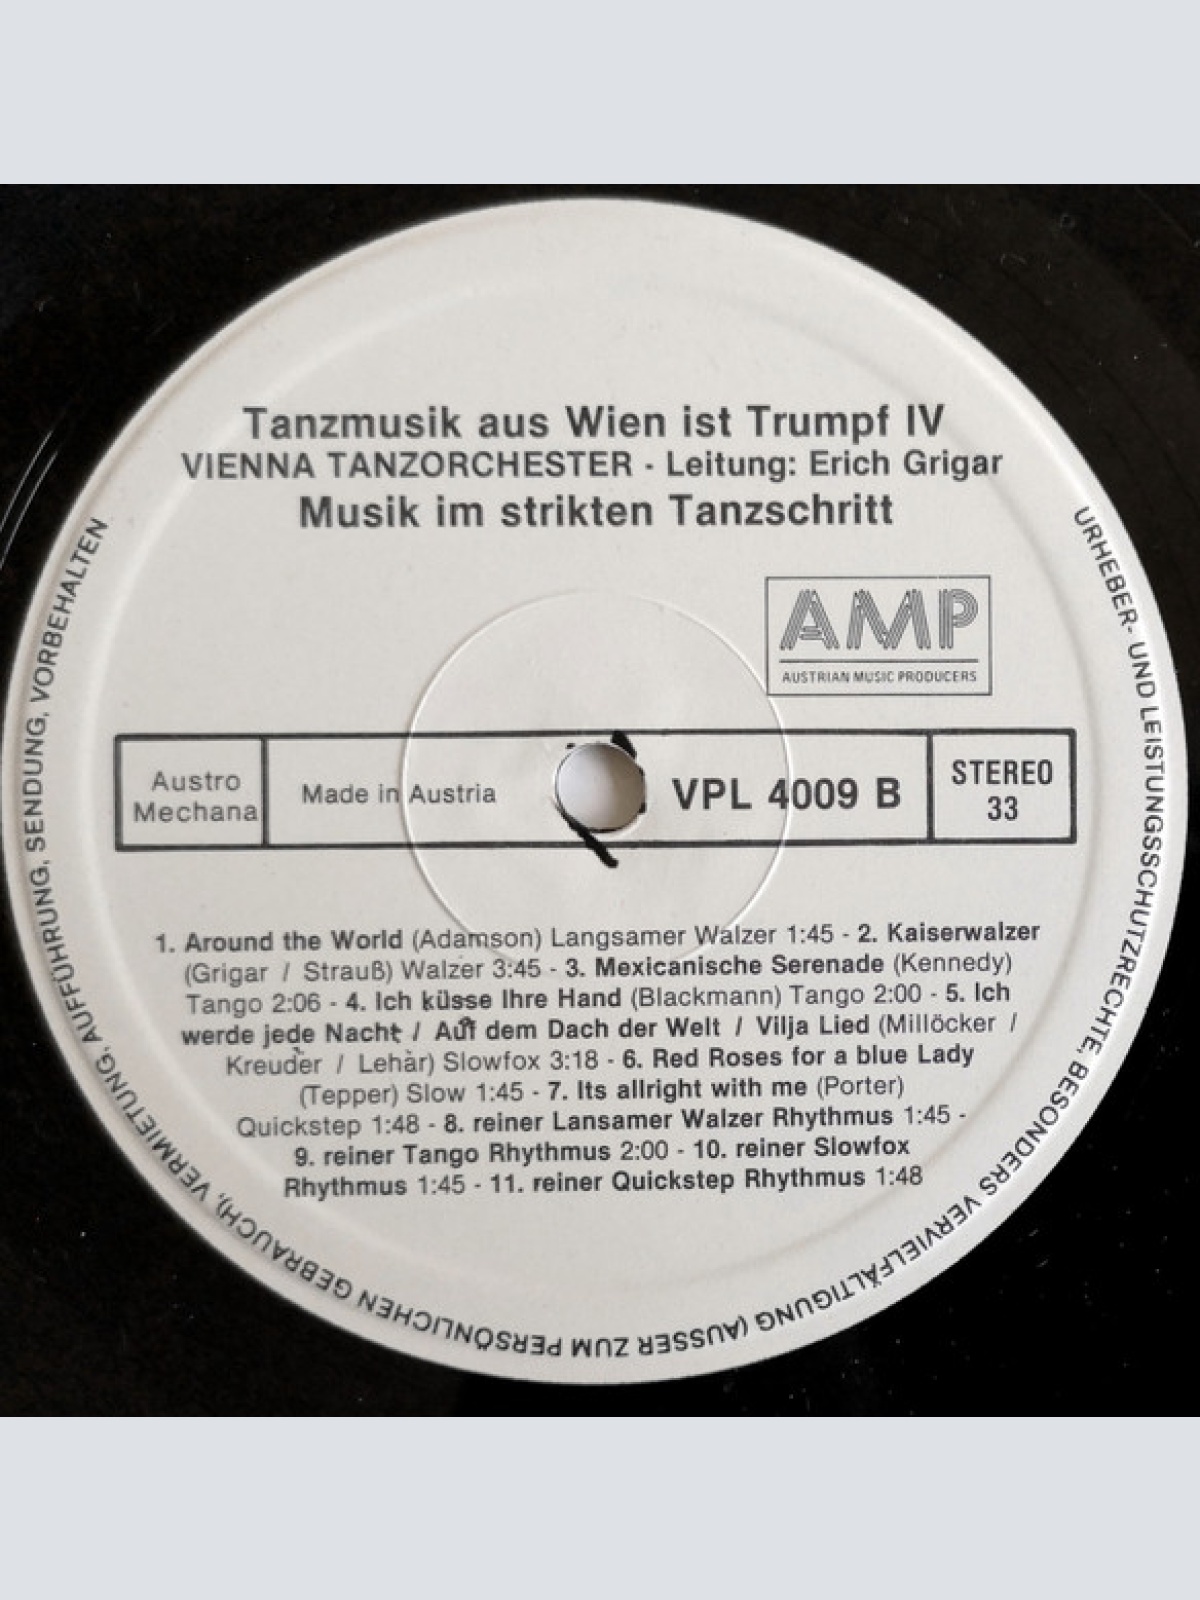 Tanzmusik aus Wien ist Trumpf IV
VIENNA TANZORCHESTER · Leitung: Erich Grigar
Musik im strikten Tanzschritt
AMP
AUSTRIAN MUSIC PRODUCERS
Austro
Mechana
Made in Austria
VPL 4009 B
STEREO
33
1. Around the World (Adamson) Langsamer Walzer 1:45 - 2. Kaiserwalzer
(Grigar / Strauß) Walzer 3:45 - 3. Mexicanische Serenade (Kennedy)
Tango 2:06 - 4. Ich küsse Ihre Hand (Blackmann) Tango 2:00 - 5. Ich
werde jede Nacht / Auf dem Dach der Welt / Vilja Lied (Millöcker /
Kreuder / Lehàr) Slowfox 3:18 - 6. Red Roses for a blue Lady
(Tepper) Slow 1:45 - 7. Its allright with me (Porter)
Quickstep 1:48 - 8. reiner Lansamer Walzer Rhythmus 1:45 -
9. reiner Tango Rhythmus 2:00 - 10. reiner Slowfox
Rhythmus 1:45 - 11. reiner Quickstep Rhythmus 1:48
URHEBER- UND LEISTUNGSSCHUTZRECHTE, BESONDERS VERVIELFÄLTIGUNG (AUSSER ZUM PERSÖNLICHEN GEBRAUCH), VERMIETUNG, AUFFÜHRUNG, SENDUNG, VORBEHALTEN